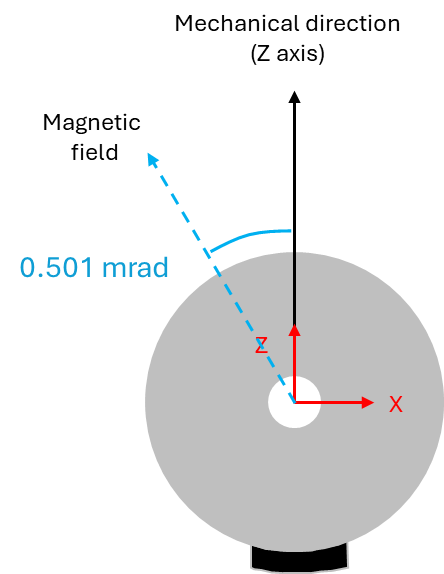 Mechanical direction
(Z axis)
Magnetic
field
0.501 mrad
Z
X